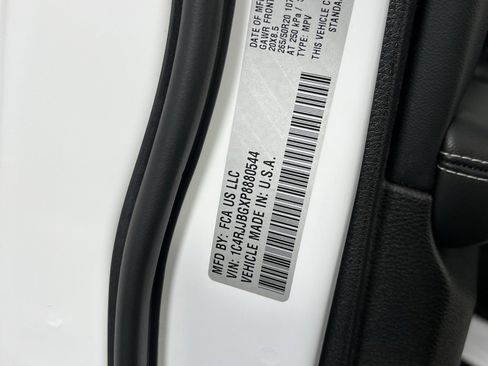 MFD BY: FCA US LLC
VIN: 1C4RJJBGXP8880544
VEHICLE MADE IN: U.S.A.
DATE OF MF
GAWR FRONT
20X8.5
265/50R20 107
AT 250 kPa /
TYPE: MPV
THIS VEHICLE C
STANDA